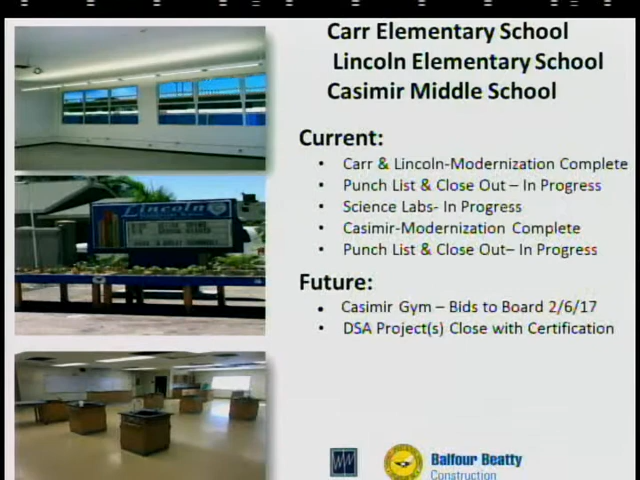 Carr Elementary School
Lincoln Elementary School
Casimir Middle School
Current:
• Carr & Lincoln-Modernization Complete
• Punch List & Close Out – In Progress
• Science Labs- In Progress
• Casimir-Modernization Complete
• Punch List & Close Out– In Progress
Future:
• Casimir Gym – Bids to Board 2/6/17
• DSA Project(s) Close with Certification
Lincoln
Balfour Beatty
Construction